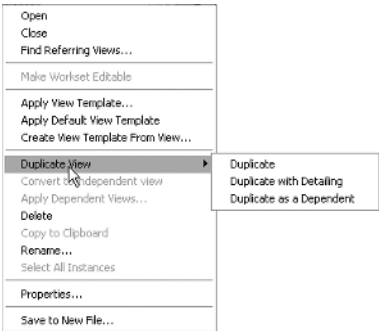 Open
Close
Find Referring Views...
Make Workset Editable
Apply View Template...
Apply Default View Template
Create View Template From View...
Duplicate View
Duplicate
Convert to independent view
Duplicate with Detailing
Apply Dependent Views...
Duplicate as a Dependent
Delete
Copy to Clipboard
Rename...
Select All Instances
Properties...
Save to New File...